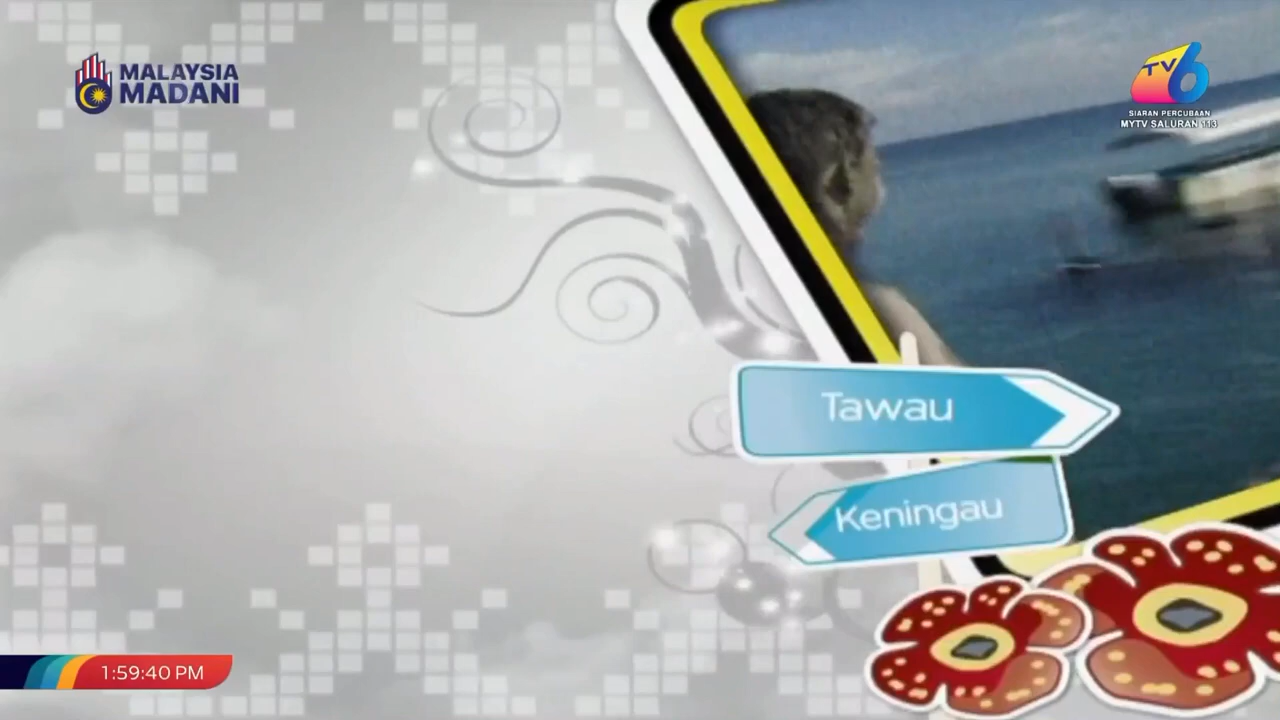 MALAYSIA
MADANI
TV6
SIARAN PERCUBAAN
MYTV SALURAN 113
Tawau
Keningau
1:59:40 PM